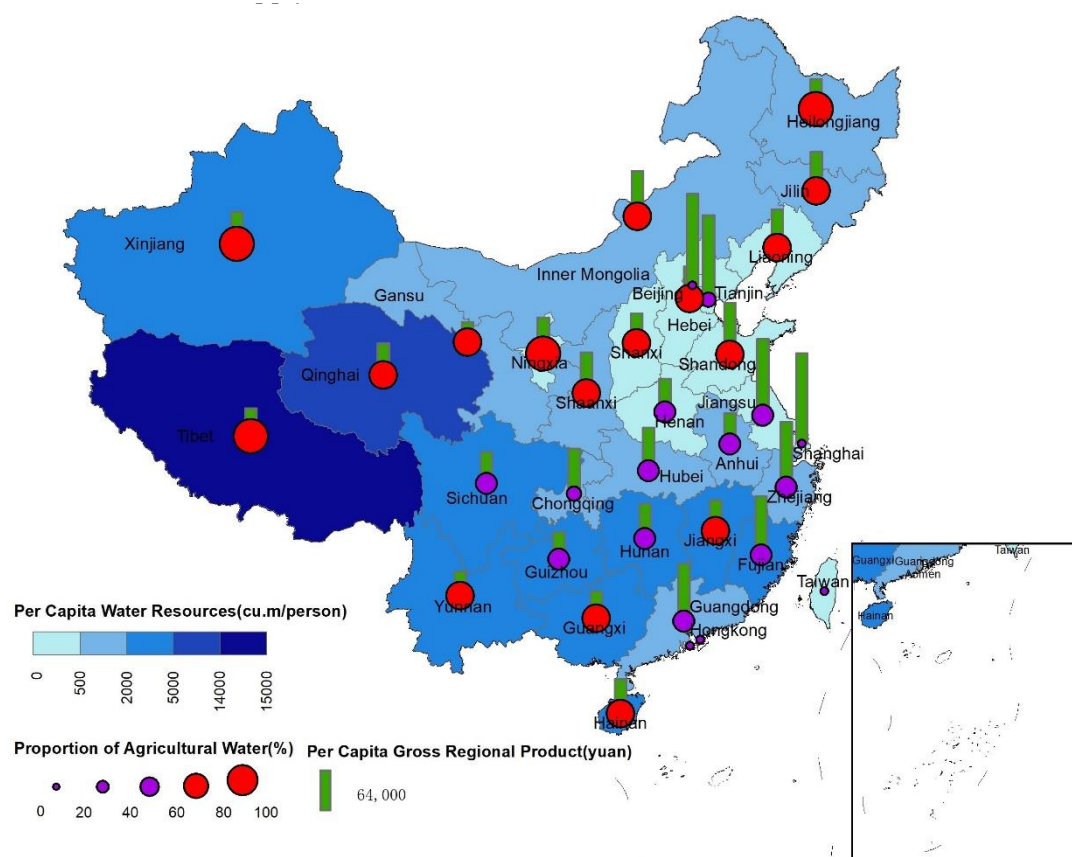 Heilongjiang
Jilin
Liaoning
Xinjiang
Inner Mongolia
Gansu
Beijing
Tianjin
Hebei
Qinghai
Ningxia
Shanxi
Shandong
Shaanxi
Tibet
Henan
Jiangsu
Shanghai
Anhui
Hubei
Zhejiang
Sichuan
Chongqing
Hunan
Jiangxi
Fujian
Guizhou
Yunnan
Guangxi
Guangdong
Hongkong
Taiwan
Hainan
Taiwan
Guangxi
Guangdong
Aomen
Hainan
Per Capita Water Resources(cu.m/person)
0 500 2000 5000 14000 15000
Proportion of Agricultural Water(%)
0 20 40 60 80 100
Per Capita Gross Regional Product(yuan)
64,000